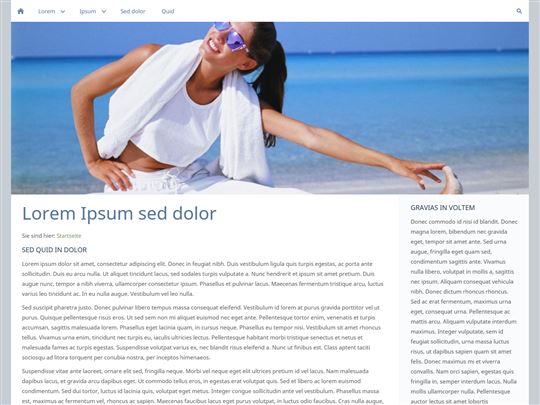 Lorem Ipsum Sed dolor Quid
Lorem Ipsum sed dolor
Sie sind hier: Startseite
SED QUID IN DOLOR
Lorem ipsum dolor sit amet, consectetur adipiscing elit. Donec in feugiat nibh. Duis vestibulum ligula quis turpis egestas, ac porta ante
sollicitudin. Duis eu arcu nulla. Ut aliquet tincidunt lacus, sed sodales turpis vulputate a. Nunc hendrerit et ipsum sit amet pretium. Duis
augue nunc, tempor a nibh viverra, ullamcorper consectetur ipsum. Phasellus et pulvinar lacus. Maecenas fermentum tristique arcu, luctus
varius leo tincidunt ac. In eu nulla augue. Vestibulum vel leo nulla.
Sed suscipit pharetra justo. Donec pulvinar libero tempus massa consequat eleifend. Vestibulum id lorem at purus gravida porttitor vel ut
purus. Quisque pellentesque risus eros. Ut sed sem non mi aliquet euismod nec eget ante. Pellentesque tortor enim, venenatis et turpis
accumsan, sagittis malesuada lorem. Phasellus eget lacinia quam, in cursus neque. Phasellus eu tempor nisi. Vestibulum sit amet rhoncus
tellus. Vivamus urna enim, tincidunt nec turpis eu, iaculis ultricies lectus. Pellentesque habitant morbi tristique senectus et netus et
malesuada fames ac turpis egestas. Suspendisse volutpat varius ex, nec blandit risus eleifend a. Nunc ut finibus est. Class aptent taciti
sociosqu ad litora torquent per conubia nostra, per inceptos himenaeos.
Suspendisse vitae ante laoreet, ornare elit sed, fringilla neque. Morbi vel neque eget elit pretium id vel lacus. Nam malesuada
dapibus lacus, et gravida arcu dapibus eget. Ut commodo tellus eros, in egestas erat volutpat quis. Sed et libero ac lorem euismod
condimentum. Sed dui tortor, luctus id lacinia quis, volutpat eget metus. Integer congue sollicitudin ante vel vestibulum. Duis ut massa
ac est maximus fermentum vel, rhoncus ac sapien. Maecenas faucibus lacus eget purus volutpat, in luctus odio faucibus. Cras nulla augue,
GRAVIAS IN VOLTEM
Donec commodo id nisi id blandit. Donec
magna lorem, bibendum nec gravida
eget, tempor sit amet ante. Sed urna
augue, fringilla eget quam sed,
condimentum sagittis ante. Vivamus
nulla libero, volutpat in mollis a, sagittis
nec ipsum. Aliquam consequat vehicula
nibh. Donec dictum rhoncus rhoncus.
Sed ac erat fermentum, maximus urna
eget, consequat urna. Pellentesque ac
mattis arcu. Aliquam vulputate interdum
maximus. Integer vulputate, sem id
feugiat sollicitudin, urna massa luctus
risus, ut dapibus sapien quam sit amet
felis. Donec maximus mi et viverra
convallis. Nam orci sapien, egestas quis
fringilla in, semper interdum lacus. Nulla
mollis ullamcorper nulla. Pellentesque
auctor lectus sit amet lobortis